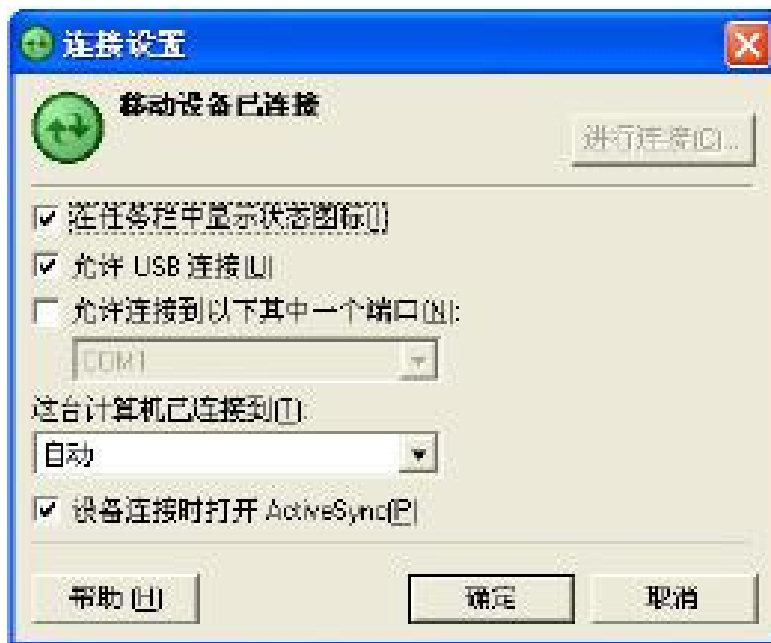 连接设置
移动设备已连接
进行连接(C)...
在任务栏中显示状态图标(I)
允许 USB 连接(U)
允许连接到以下其中一个端口(N):
COM1
这台计算机已连接到(T):
自动
设备连接时打开 ActiveSync(P)
帮助 (H)
确定
取消